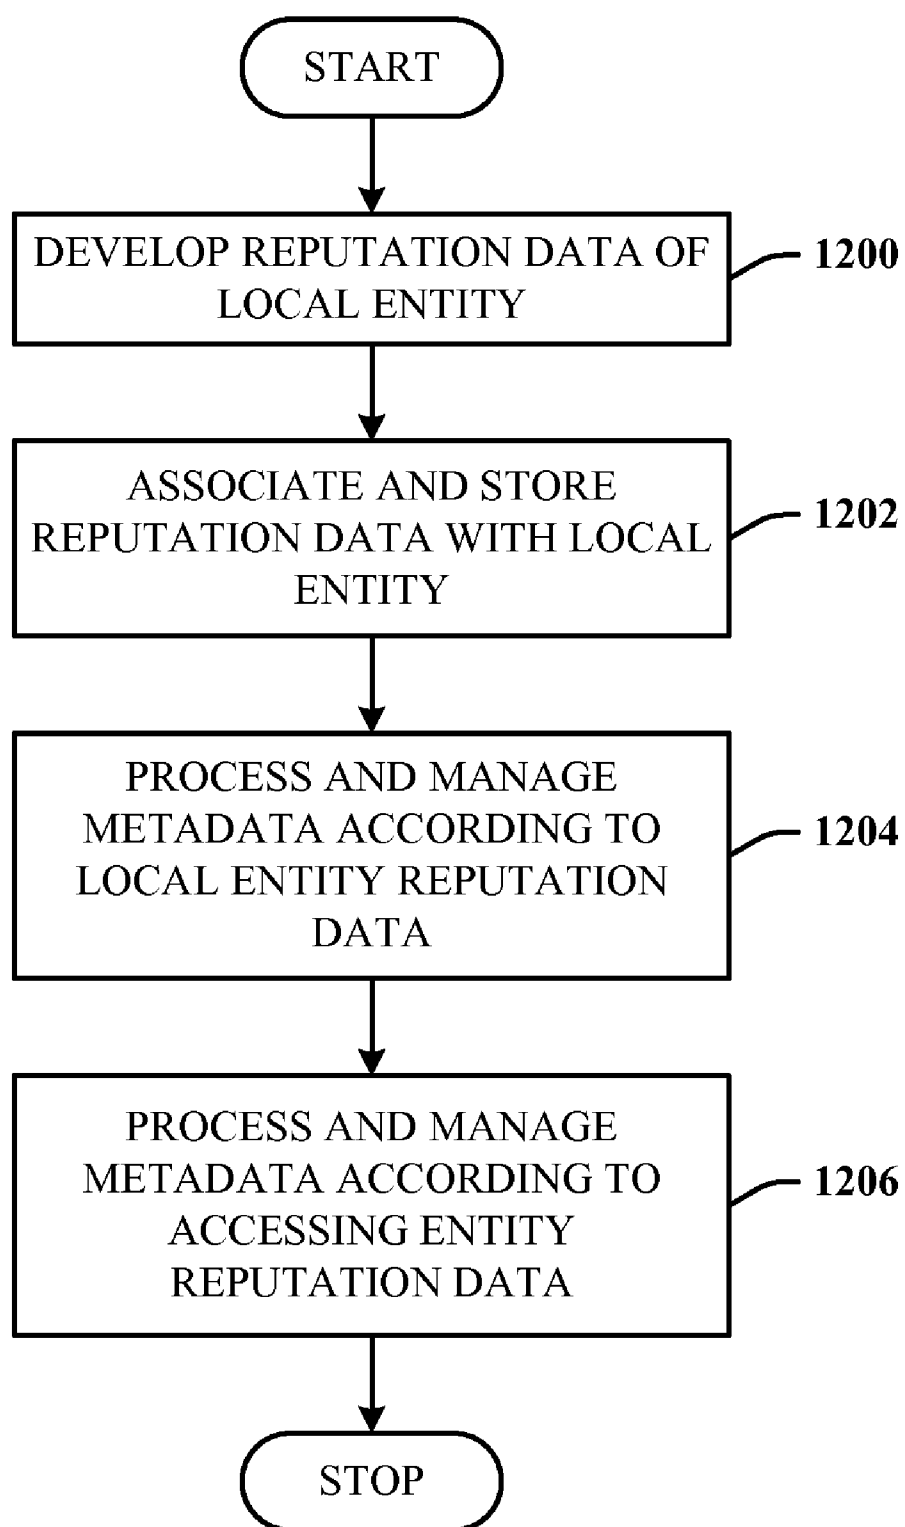 START
DEVELOP REPUTATION DATA OF
LOCAL ENTITY
1200
ASSOCIATE AND STORE
REPUTATION DATA WITH LOCAL
ENTITY
1202
PROCESS AND MANAGE
METADATA ACCORDING TO
LOCAL ENTITY REPUTATION
DATA
1204
PROCESS AND MANAGE
METADATA ACCORDING TO
ACCESSING ENTITY
REPUTATION DATA
1206
STOP